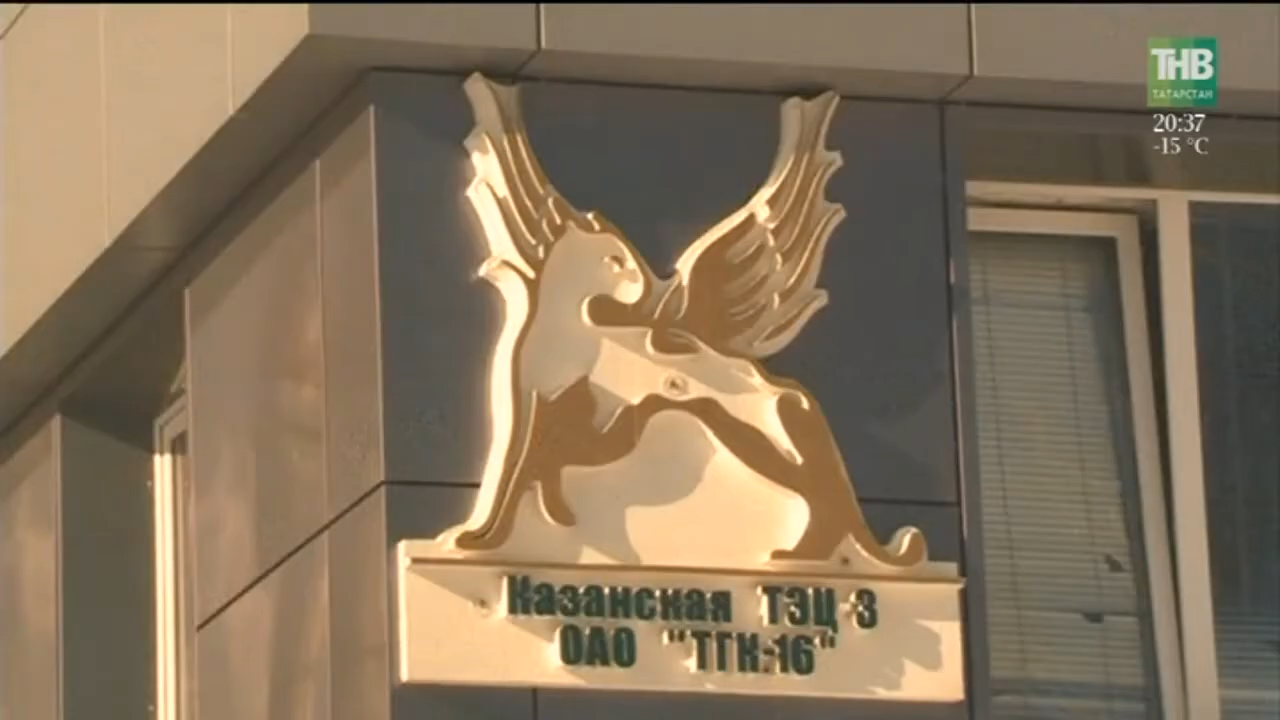 ТНВ
ТАТАРСТАН
20:37
-15 °C
Казанская ТЭЦ-3
ОАО "ТГК-16"